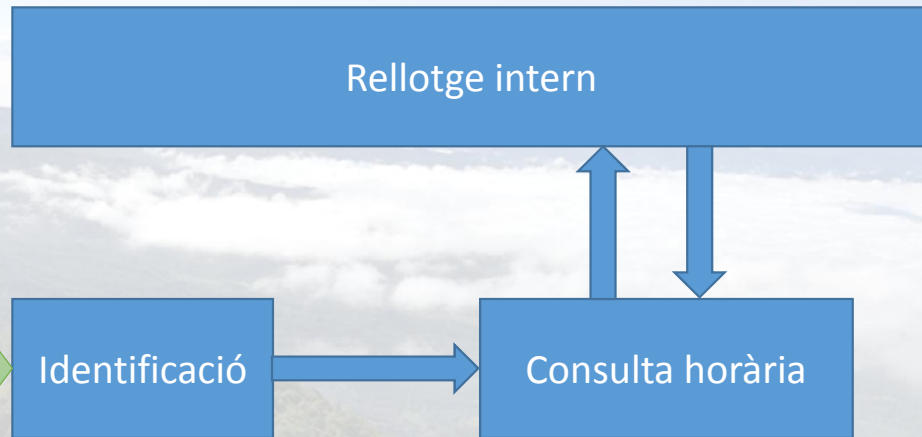 Rellotge intern
Identificació
Consulta horària